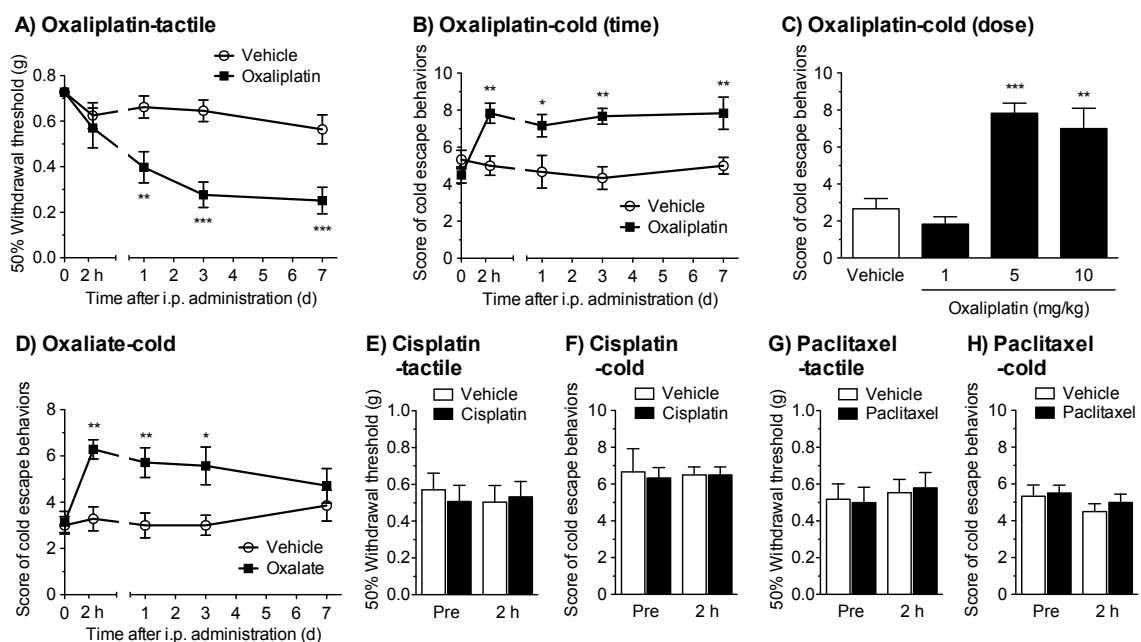 A) Oxaliplatin-tactile
Vehicle
Oxaliplatin
50% Withdrawal threshold (g)
0.8
0.6
0.4
0.2
0.0
**
***
***
0 2 h 1 2 3 4 5 6 7
Time after i.p. administration (d)
B) Oxaliplatin-cold (time)
Score of cold escape behaviors
10
8
6
4
2
0
**
*
**
**
Vehicle
Oxaliplatin
0 2 h 1 2 3 4 5 6 7
Time after i.p. administration (d)
C) Oxaliplatin-cold (dose)
Score of cold escape behaviors
10
8
6
4
2
0
***
**
Vehicle 1 5 10
Oxaliplatin (mg/kg)
D) Oxaliate-cold
Score of cold escape behaviors
8
6
4
2
0
**
**
*
Vehicle
Oxalate
0 2 h 1 2 3 4 5 6 7
Time after i.p. administration (d)
E) Cisplatin
-tactile
Vehicle
Cisplatin
50% Withdrawal threshold (g)
1.0
0.8
0.6
0.4
0.2
0.0
Pre 2 h
F) Cisplatin
-cold
Vehicle
Cisplatin
Score of cold escape behaviors
10
8
6
4
2
0
Pre 2 h
G) Paclitaxel
-tactile
Vehicle
Paclitaxel
50% Withdrawal threshold (g)
1.0
0.8
0.6
0.4
0.2
0.0
Pre 2 h
H) Paclitaxel
-cold
Vehicle
Paclitaxel
Score of cold escape behaviors
10
8
6
4
2
0
Pre 2 h